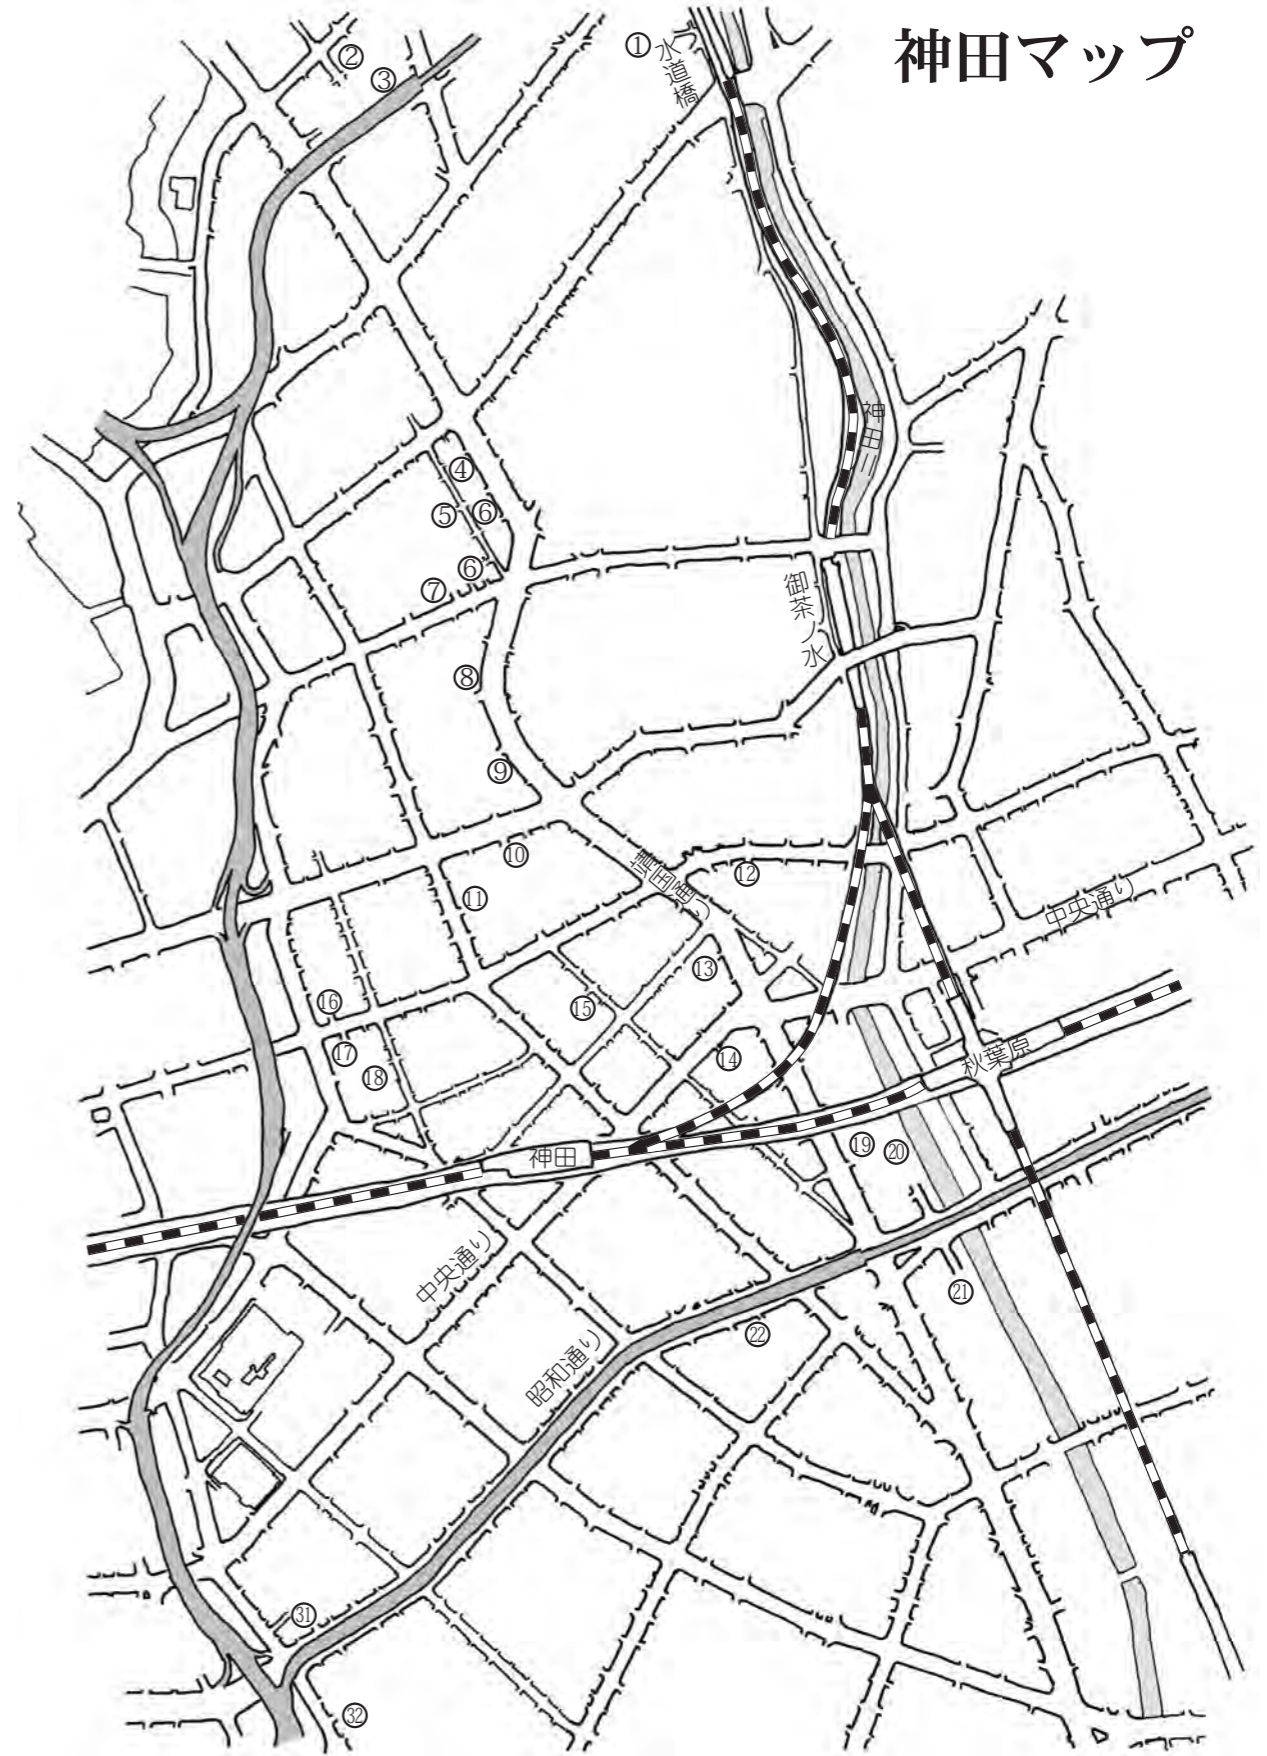 神田マップ
① 水道橋
②
③
神田川
④
⑤ ⑥
⑥
⑦
御茶ノ水
⑧
⑨
⑩
靖国通り
⑫
⑪
中央通り
⑬
⑯
⑮
⑰
⑱
⑭
秋葉原
神田
⑲ ⑳
中央通り
㉑
昭和通り
㉒
㉛
㉜